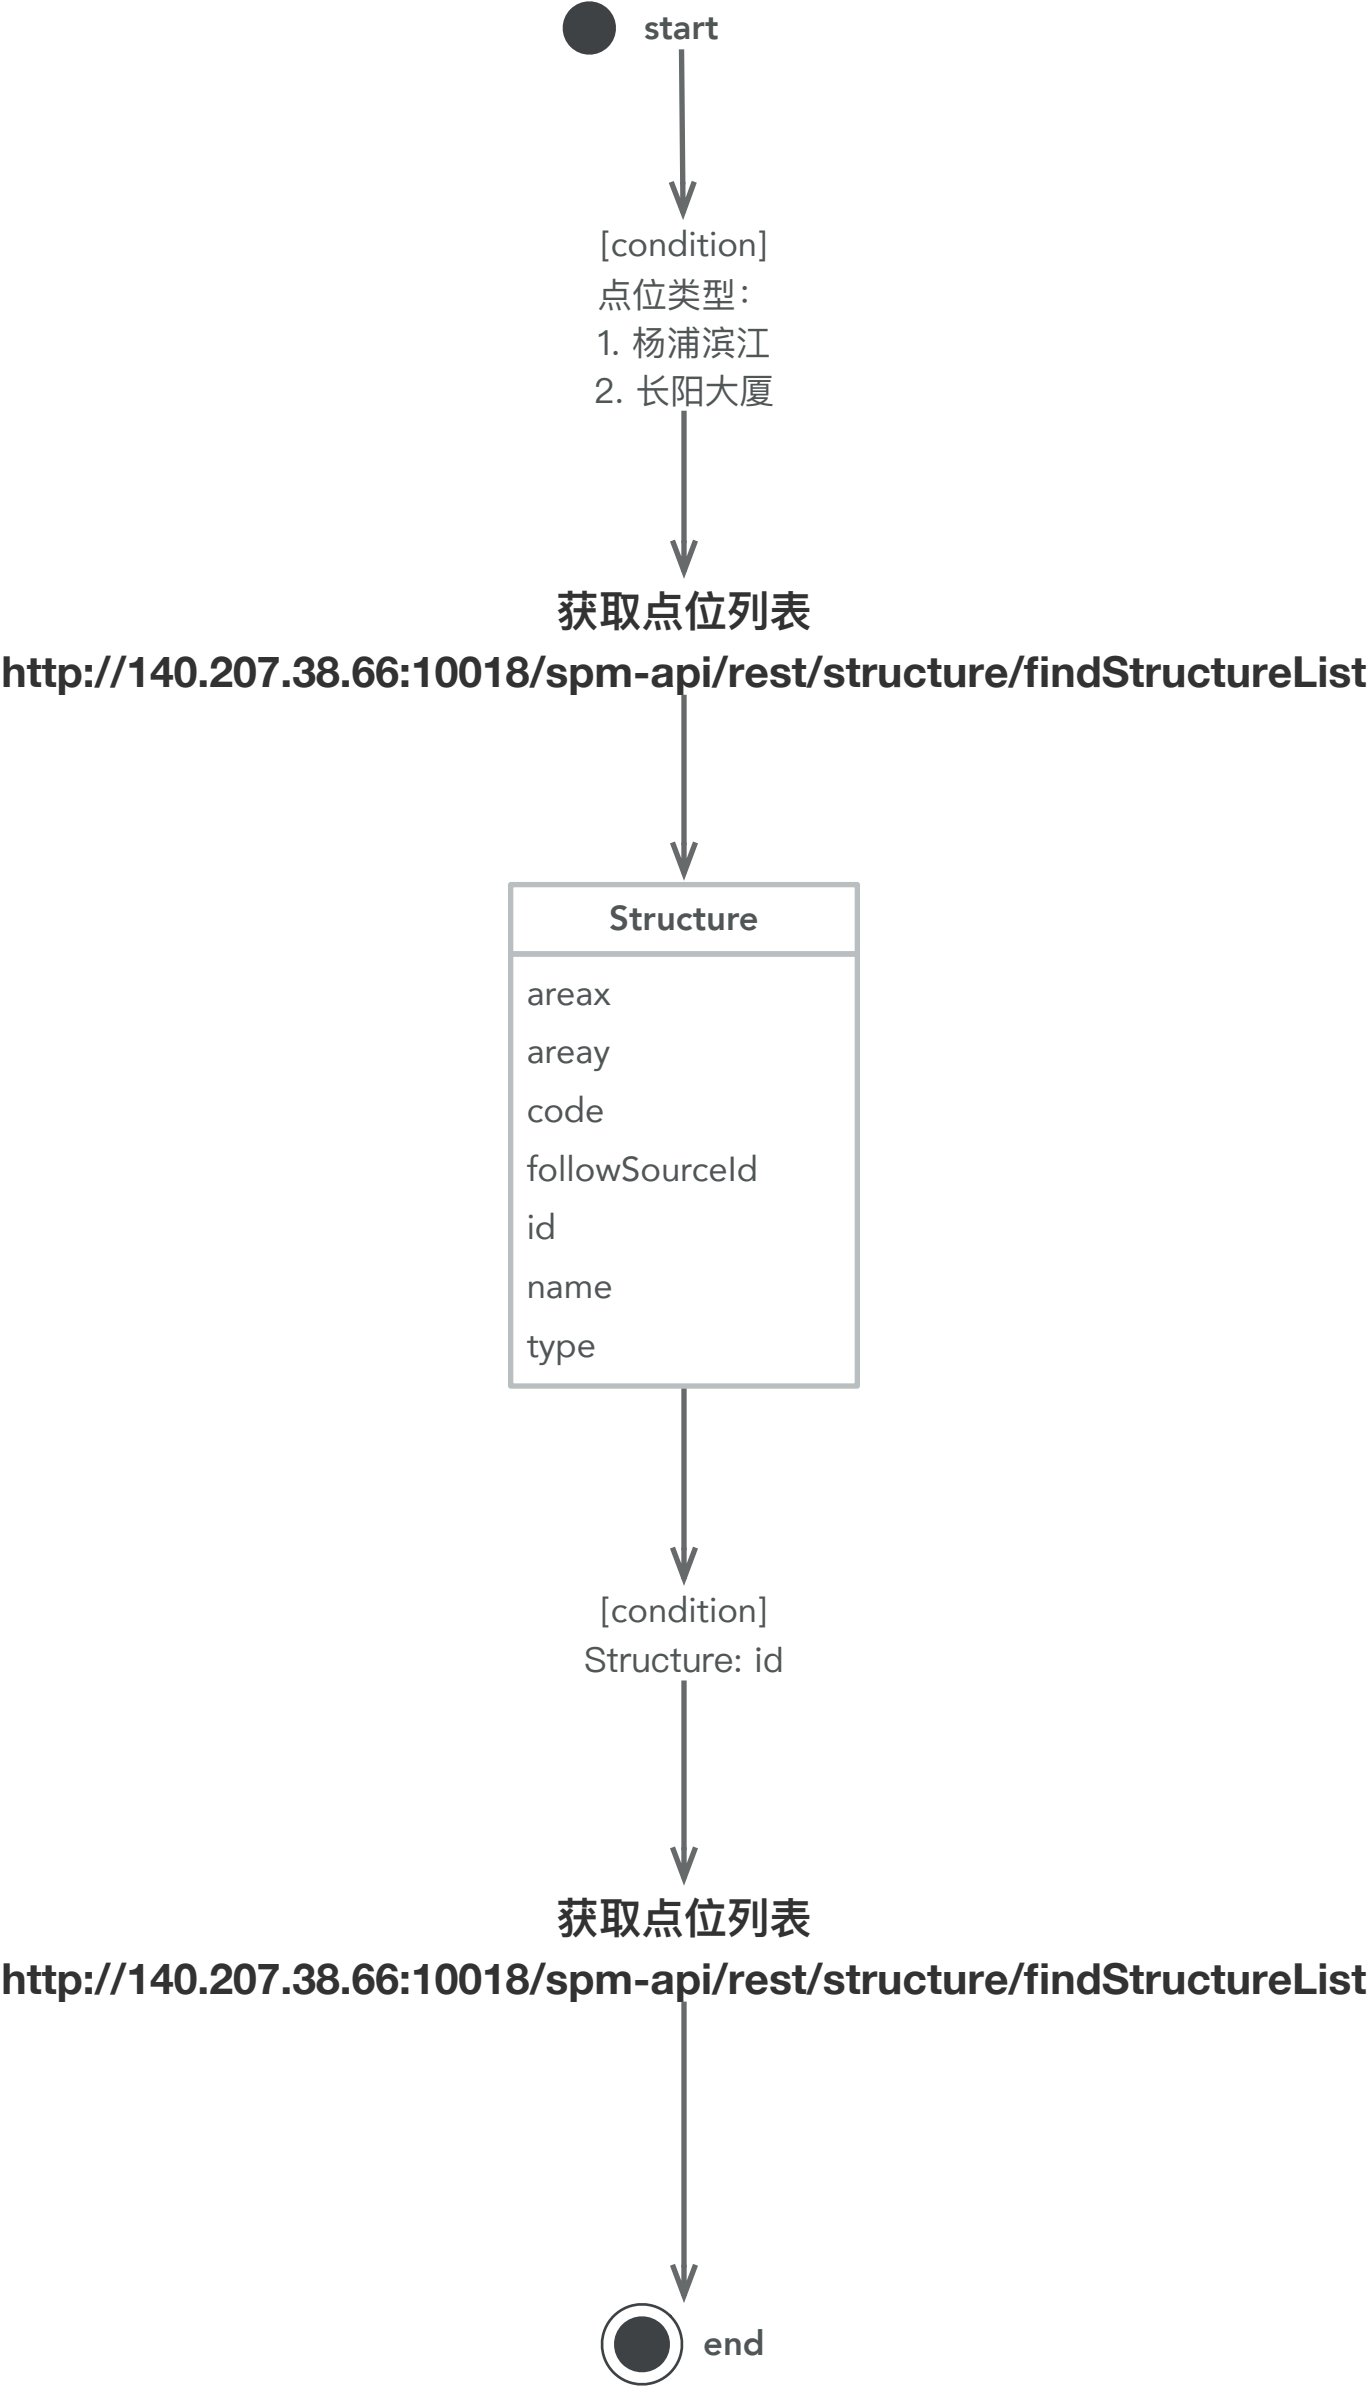 start
[condition]
点位类型：
1. 杨浦滨江
2. 长阳大厦
获取点位列表
http://140.207.38.66:10018/spm-api/rest/structure/findStructureList
Structure
areax
areay
code
followSourceId
id
name
type
[condition]
Structure: id
获取点位列表
http://140.207.38.66:10018/spm-api/rest/structure/findStructureList
end